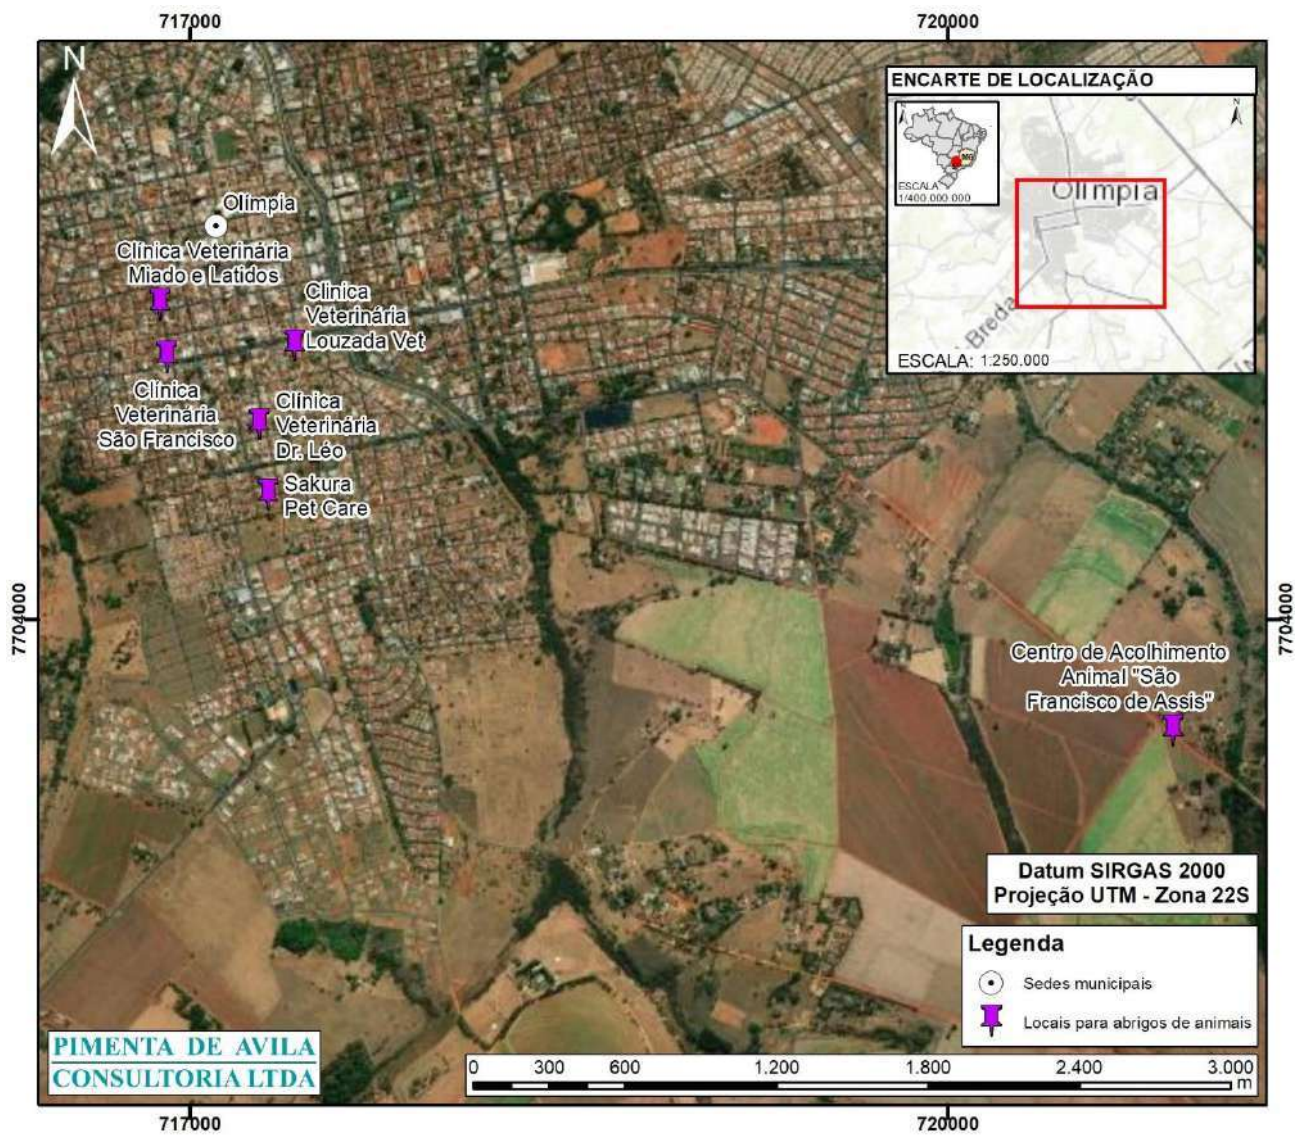 717000
720000
N
ENCARTE DE LOCALIZAÇÃO
N
N
MG
ESCALA
1/400.000.000
Olímpia
Breda
ESCALA: 1:250.000
Olímpia
Clínica Veterinária
Miado e Latidos
Clínica
Veterinária
Louzada Vet
Clínica
Veterinária
São Francisco
Clínica
Veterinária
Dr. Léo
Sakura
Pet Care
7704000
7704000
Centro de Acolhimento
Animal "São
Francisco de Assis"
Datum SIRGAS 2000
Projeção UTM - Zona 22S
Legenda
Sedes municipais
Locais para abrigos de animais
PIMENTA DE AVILA
CONSULTORIA LTDA
0 300 600 1.200 1.800 2.400 3.000
m
717000
720000